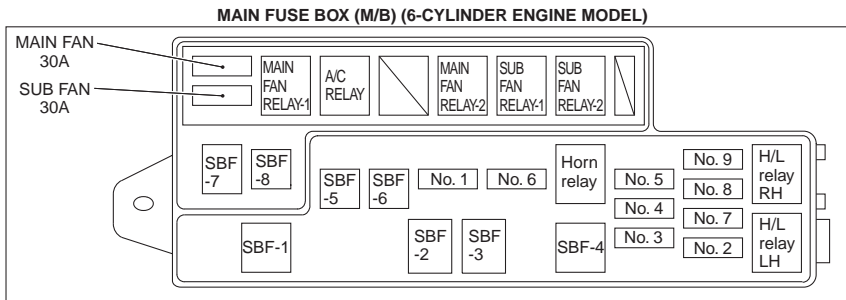 MAIN FUSE BOX (M/B) (6-CYLINDER ENGINE MODEL)
MAIN FAN
30A
SUB FAN
30A
MAIN
FAN
RELAY-1
A/C
RELAY
MAIN
FAN
RELAY-2
SUB
FAN
RELAY-1
SUB
FAN
RELAY-2
SBF
-7
SBF
-8
SBF
-5
SBF
-6
No. 1
No. 6
Horn
relay
No. 5
No. 4
No. 3
No. 9
No. 8
No. 7
No. 2
H/L
relay
RH
H/L
relay
LH
SBF-1
SBF
-2
SBF
-3
SBF-4